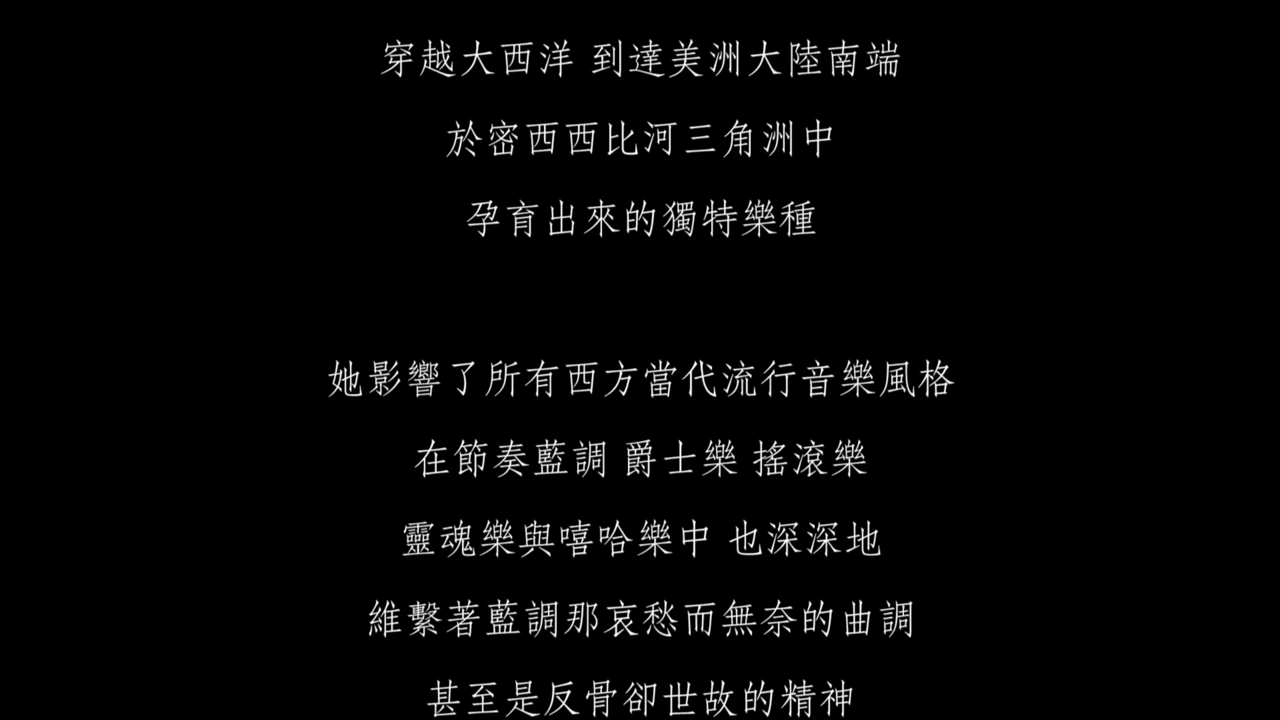 穿越大西洋 到達美洲大陸南端
於密西西比河三角洲中
孕育出來的獨特樂種
她影響了所有西方當代流行音樂風格
在節奏藍調 爵士樂 搖滾樂
靈魂樂與嘻哈樂中 也深深地
維繫著藍調那哀愁而無奈的曲調
甚至是反骨卻世故的精神